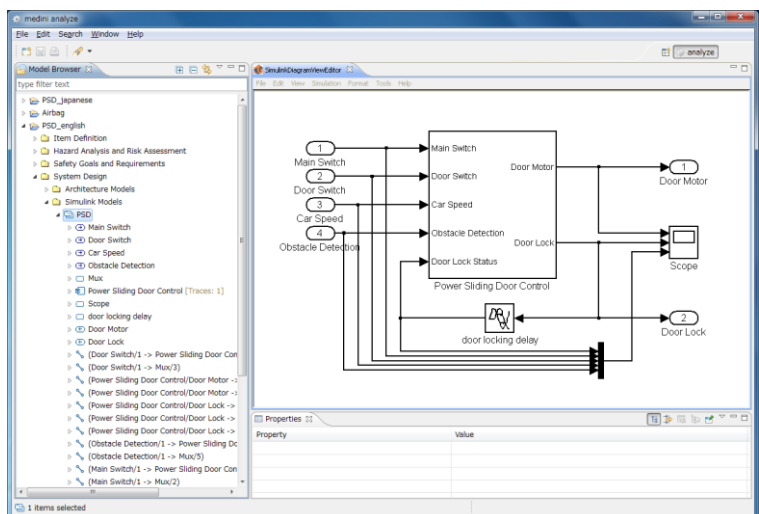 medini analyze
File Edit Search Window Help
analyze
Model Browser
type filter text
PSD_japanese
Airbag
PSD_english
Item Definition
Hazard Analysis and Risk Assessment
Safety Goals and Requirements
System Design
Architecture Models
Simulink Models
PSD
Main Switch
Door Switch
Car Speed
Obstacle Detection
Mux
Power Sliding Door Control [Traces: 1]
Scope
door locking delay
Door Motor
Door Lock
(Door Switch/1 -> Power Sliding Door Con
(Door Switch/1 -> Mux/3)
(Power Sliding Door Control/Door Motor ->
(Power Sliding Door Control/Door Motor ->
(Power Sliding Door Control/Door Lock ->
(Power Sliding Door Control/Door Lock ->
(Power Sliding Door Control/Door Lock ->
(Obstacle Detection/1 -> Power Sliding Do
(Obstacle Detection/1 -> Mux/5)
(Main Switch/1 -> Power Sliding Door Con
(Main Switch/1 -> Mux/2)
1 items selected
SimulinkDiagramViewEditor
File Edit View Simulation Format Tools Help
1
Main Switch
2
Door Switch
3
Car Speed
4
Obstacle Detection
Main Switch
Door Switch
Car Speed
Obstacle Detection
Door Lock Status
Door Motor
Door Lock
Power Sliding Door Control
1
Door Motor
Scope
2
Door Lock
door locking delay
Properties
Property Value